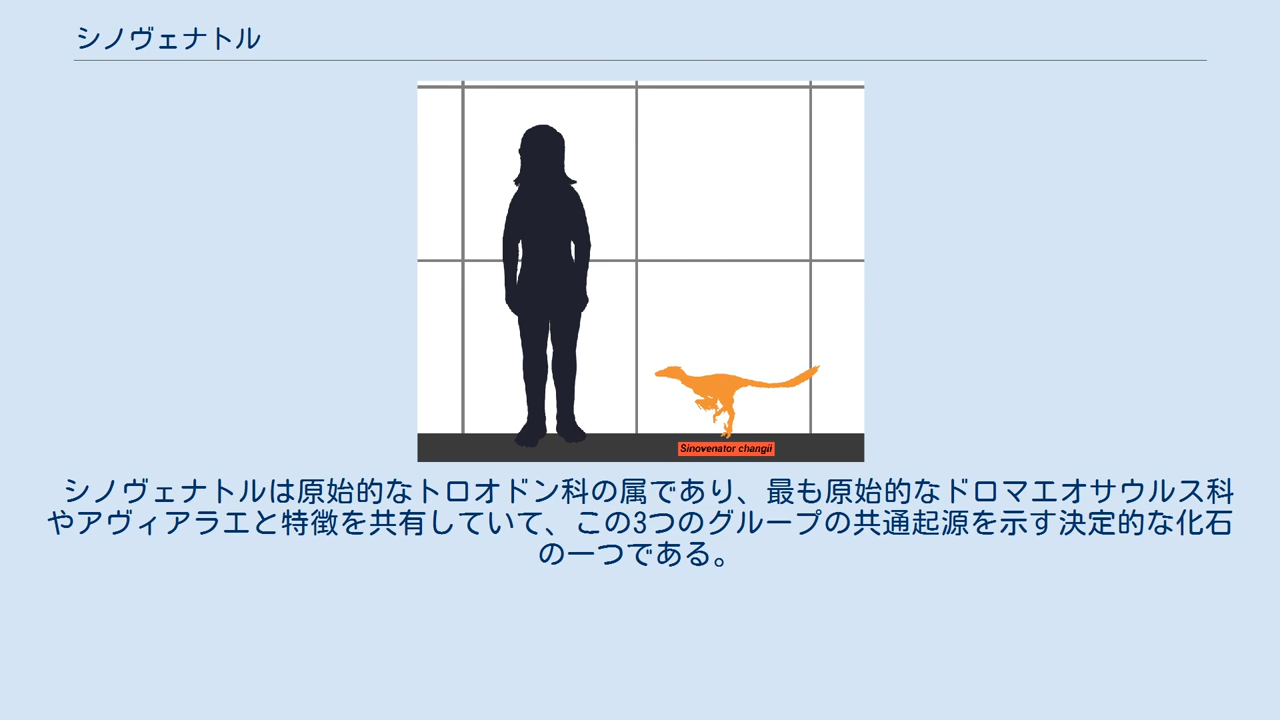 シノヴェナトル
Sinovenator changii
シノヴェナトルは原始的なトロオドン科の属であり、最も原始的なドロマエオサウルス科
やアヴィアラエと特徴を共有していて、この3つのグループの共通起源を示す決定的な化石
の一つである。